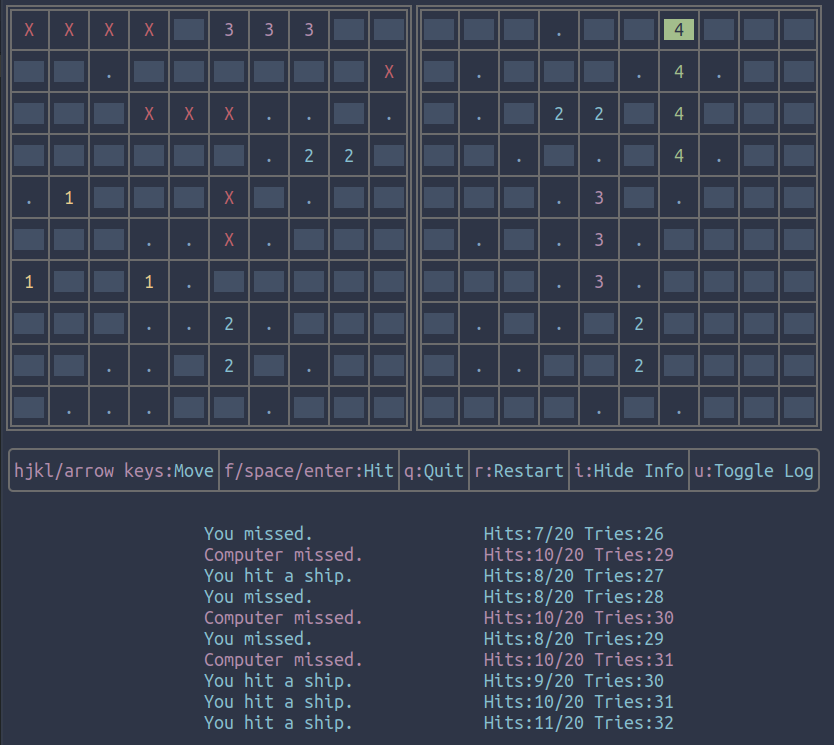 X X X X 3 3 3 . 4
. X . . 4 .
X X X . . . . 2 2 4
. 2 2 . . 4 .
. 1 X . . 3 .
. . X . . . 3 .
1 1 . . 3 .
. . 2 . . . 2
. . 2 . . . 2
. . . . . .
hjkl/arrow keys:Move f/space/enter:Hit q:Quit r:Restart i:Hide Info u:Toggle Log
You missed. Hits:7/20 Tries:26
Computer missed. Hits:10/20 Tries:29
You hit a ship. Hits:8/20 Tries:27
You missed. Hits:8/20 Tries:28
Computer missed. Hits:10/20 Tries:30
You missed. Hits:8/20 Tries:29
Computer missed. Hits:10/20 Tries:31
You hit a ship. Hits:9/20 Tries:30
You hit a ship. Hits:10/20 Tries:31
You hit a ship. Hits:11/20 Tries:32